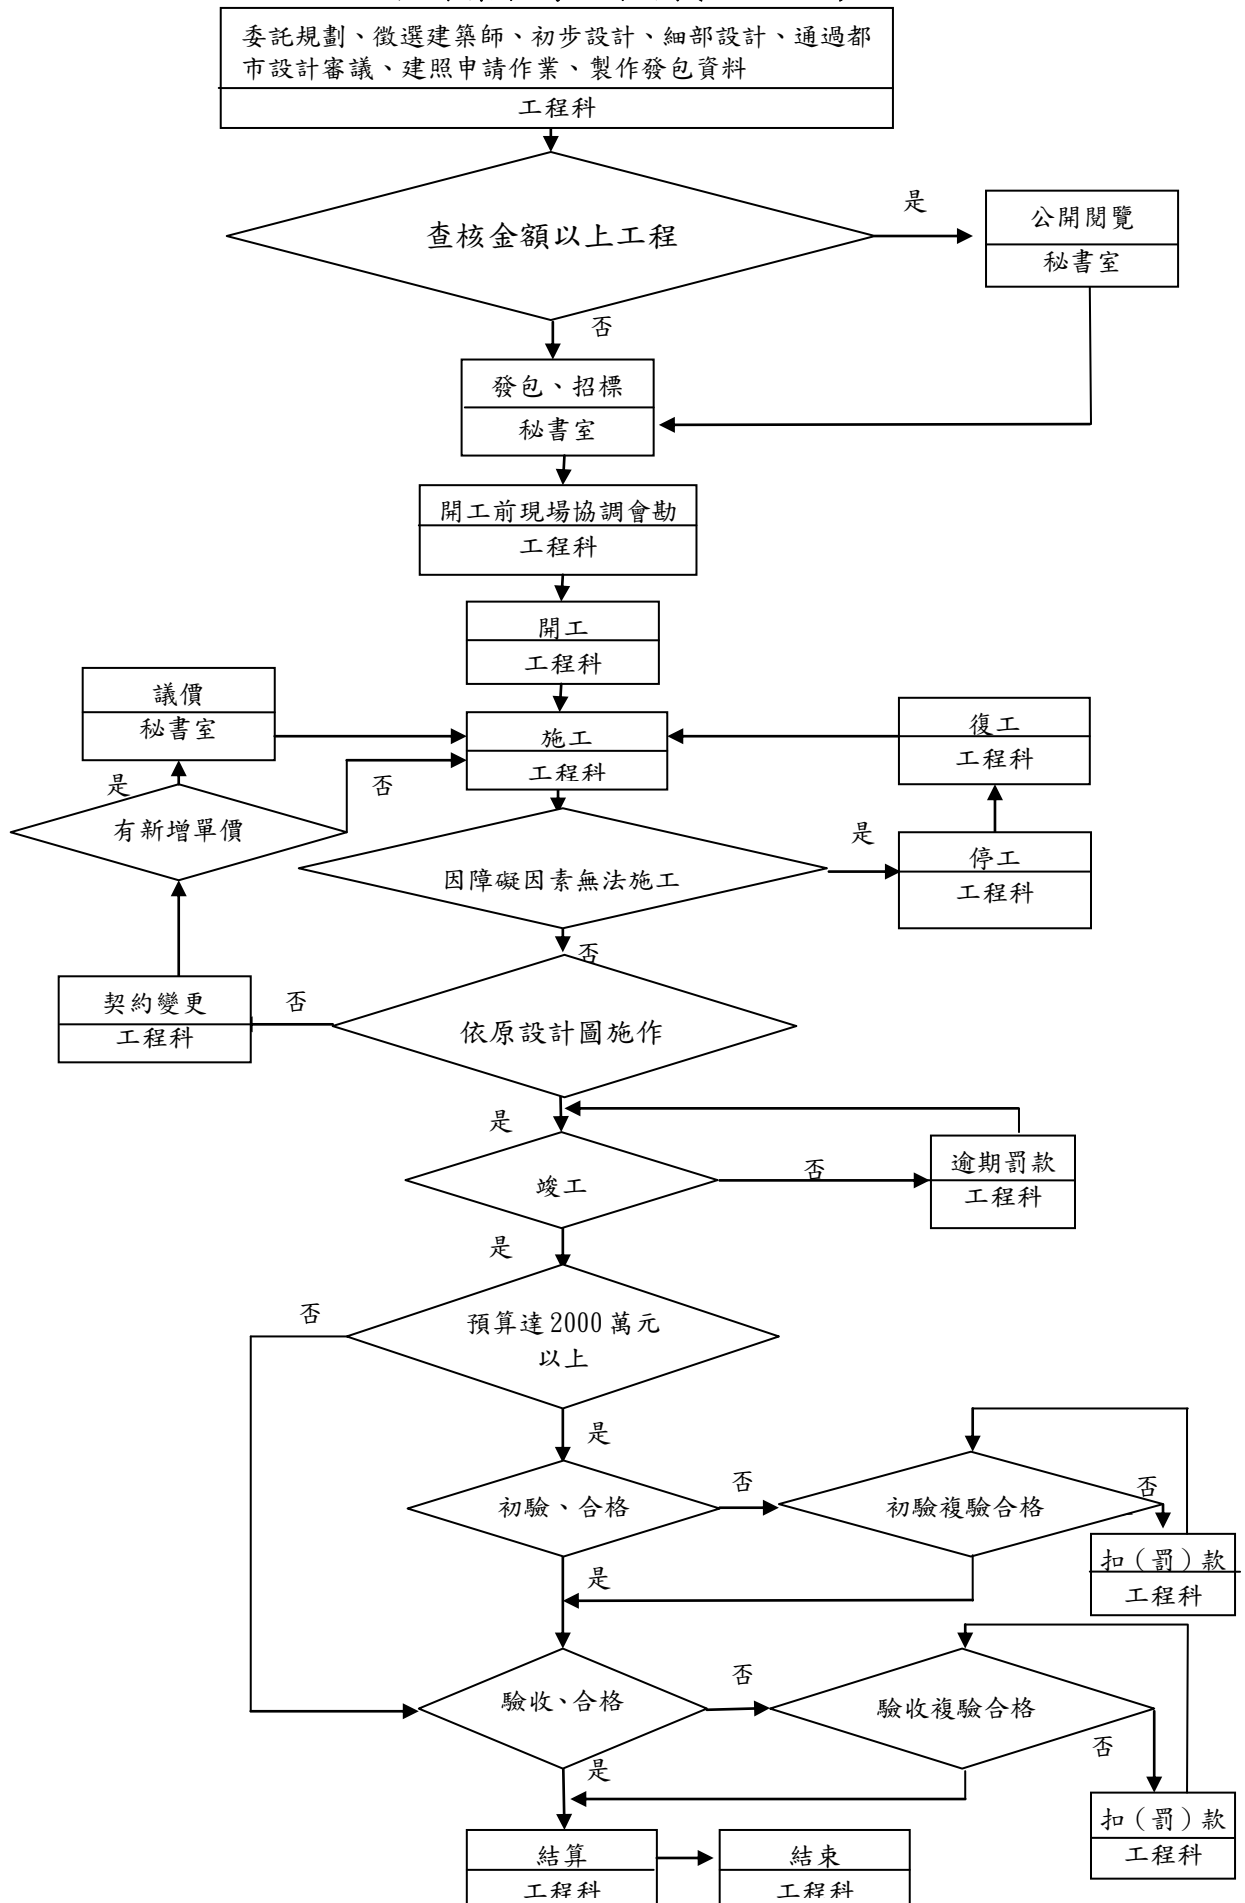 委託規劃、徵選建築師、初步設計、細部設計、通過都
市設計審議、建照申請作業、製作發包資料
工程科
查核金額以上工程
是
公開閱覽
秘書室
否
發包、招標
秘書室
開工前現場協調會勘
工程科
開工
工程科
議價
秘書室
施工
工程科
復工
工程科
是
否
有新增單價
因障礙因素無法施工
是
停工
工程科
否
契約變更
工程科
否
依原設計圖施作
是
竣工
否
逾期罰款
工程科
是
否
預算達2000萬元
以上
是
初驗、合格
否
初驗複驗合格
否
扣（罰）款
工程科
是
驗收、合格
否
驗收複驗合格
否
是
扣（罰）款
工程科
結算
工程科
結束
工程科